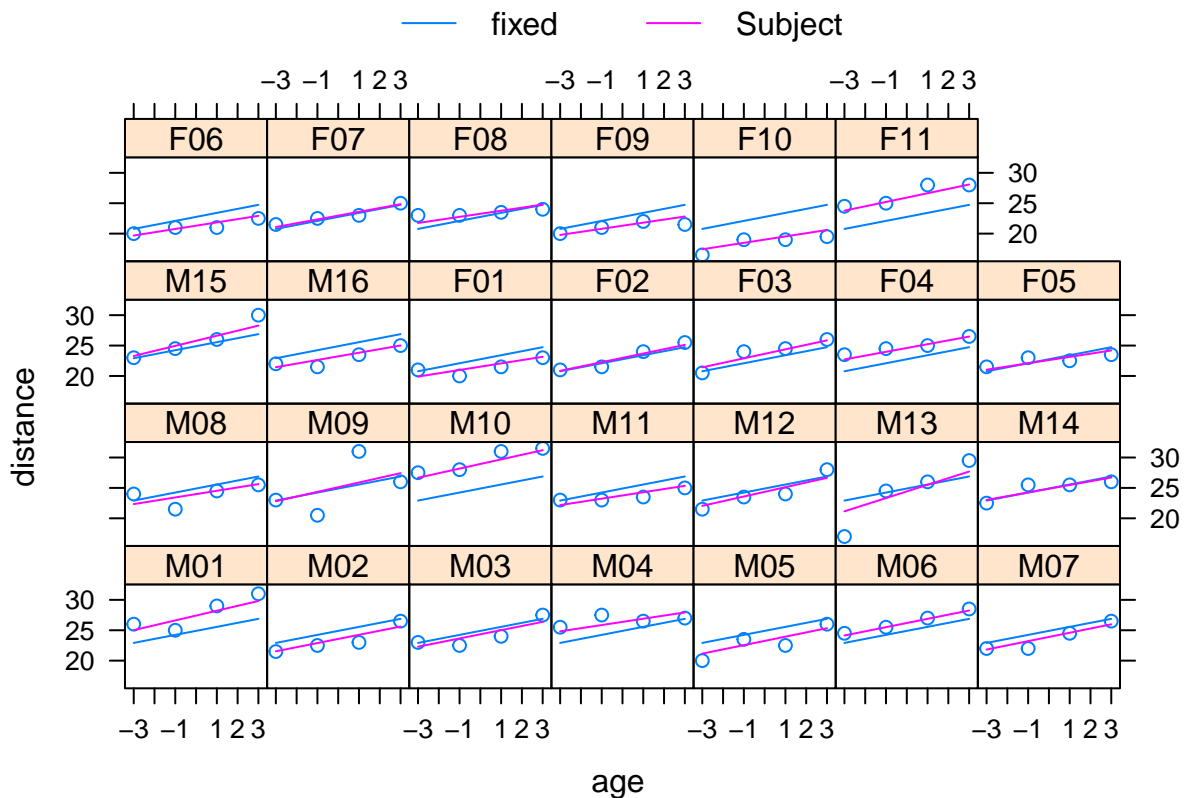 fixed Subject
−3 −1 1 2 3 −3 −1 1 2 3 −3 −1 1 2 3
F06 F07 F08 F09 F10 F11
30
25
20
M15 M16 F01 F02 F03 F04 F05
30
25
20
M08 M09 M10 M11 M12 M13 M14
30
25
20
M01 M02 M03 M04 M05 M06 M07
30
25
20
distance
−3 −1 1 2 3 −3 −1 1 2 3 −3 −1 1 2 3 −3 −1 1 2 3
age